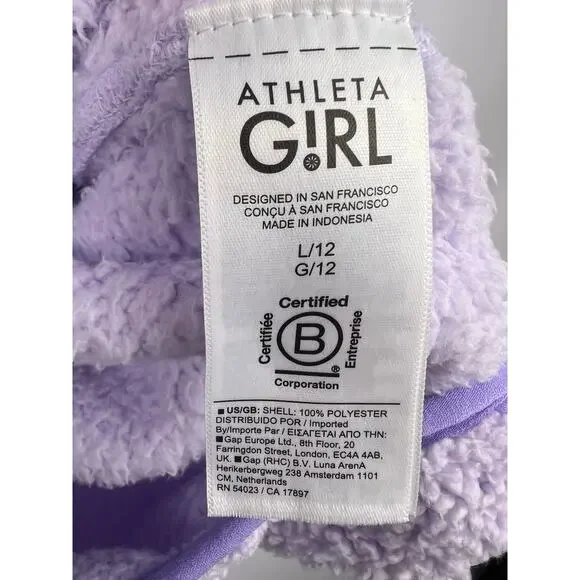 ATHLETA
G!RL
DESIGNED IN SAN FRANCISCO
CONÇU À SAN FRANCISCO
MADE IN INDONESIA
L/12
G/12
Certified
Certifiée
B
Entreprise
®
Corporation
■ US/GB: SHELL: 100% POLYESTER
DISTRIBUIDO POR / Imported
By/Importe Par / ΕΙΣΑΓΕΤΑΙ ΑΠΟ ΤΗΝ:
■Gap Europe Ltd., 8th Floor, 20
Farringdon Street, London, EC4A 4AB,
UK. ■Gap (RHC) B.V. Luna ArenA
Herikerbergweg 238 Amsterdam 1101
CM, Netherlands
RN 54023 / CA 17897